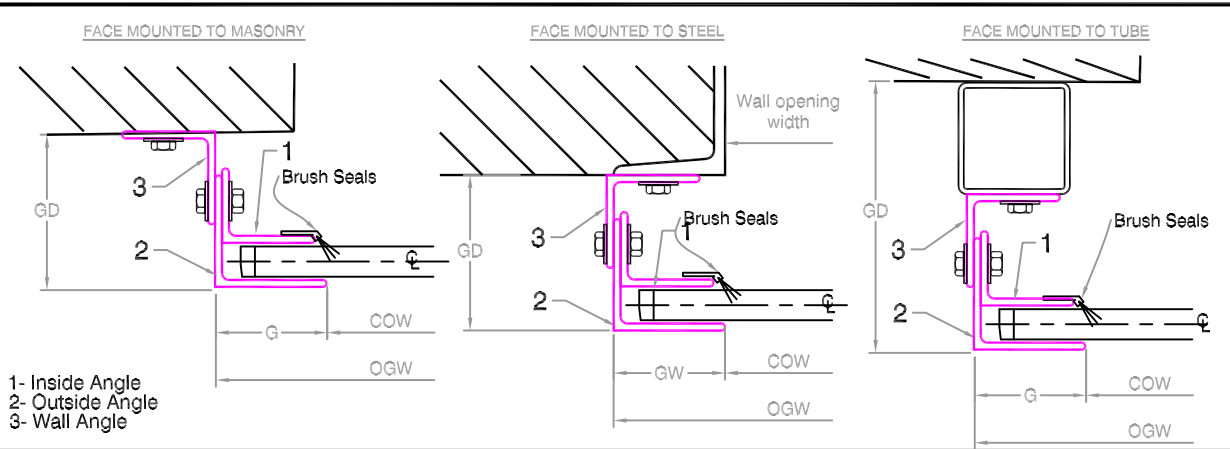 FACE MOUNTED TO MASONRY
GD
3
1
Brush Seals
2
℄
G
COW
OGW
1- Inside Angle
2- Outside Angle
3- Wall Angle
FACE MOUNTED TO STEEL
Wall opening
width
GD
3
1
Brush Seals
2
℄
GW
COW
OGW
FACE MOUNTED TO TUBE
GD
3
1
Brush Seals
2
℄
G
COW
OGW